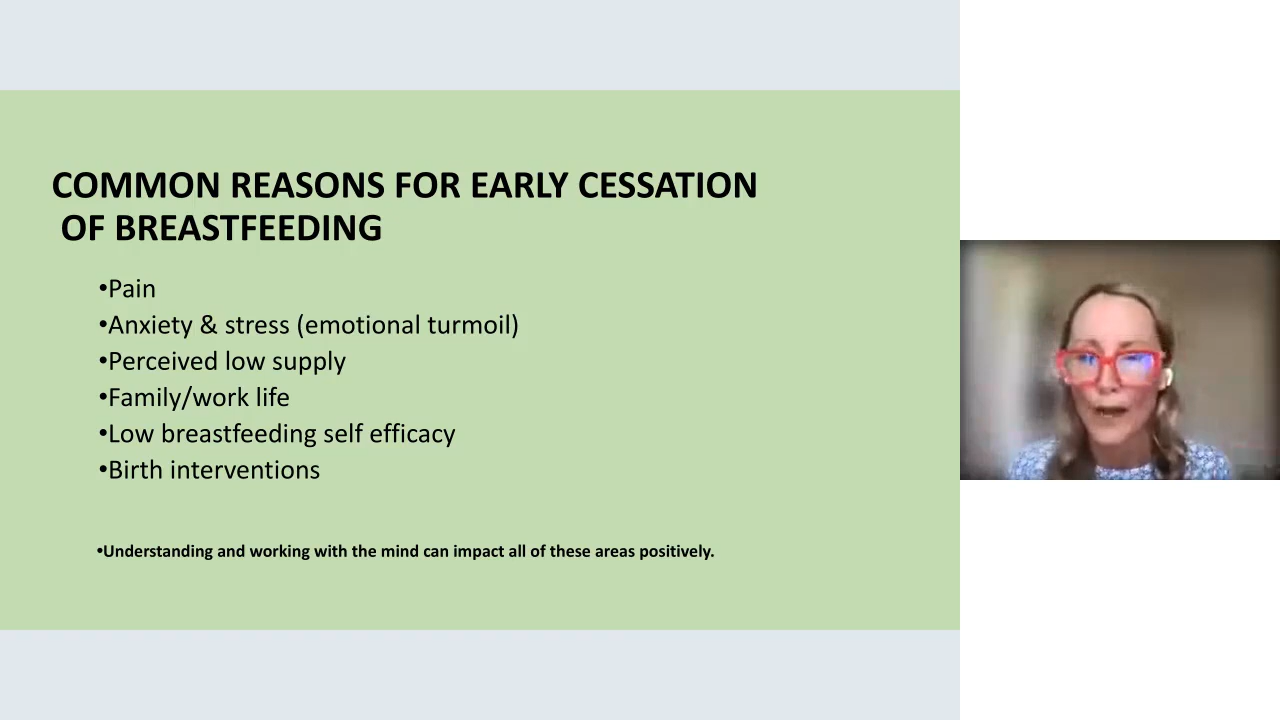 COMMON REASONS FOR EARLY CESSATION
OF BREASTFEEDING
•Pain
•Anxiety & stress (emotional turmoil)
•Perceived low supply
•Family/work life
•Low breastfeeding self efficacy
•Birth interventions
•Understanding and working with the mind can impact all of these areas positively.